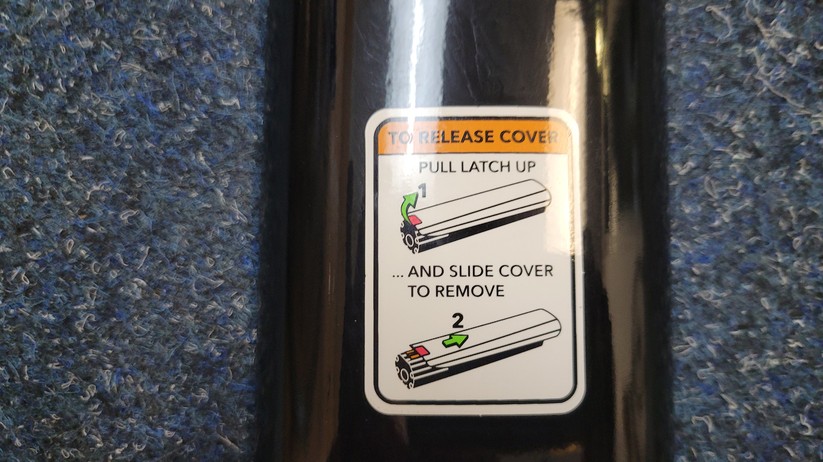 TO RELEASE COVER
PULL LATCH UP
1
... AND SLIDE COVER
TO REMOVE
2